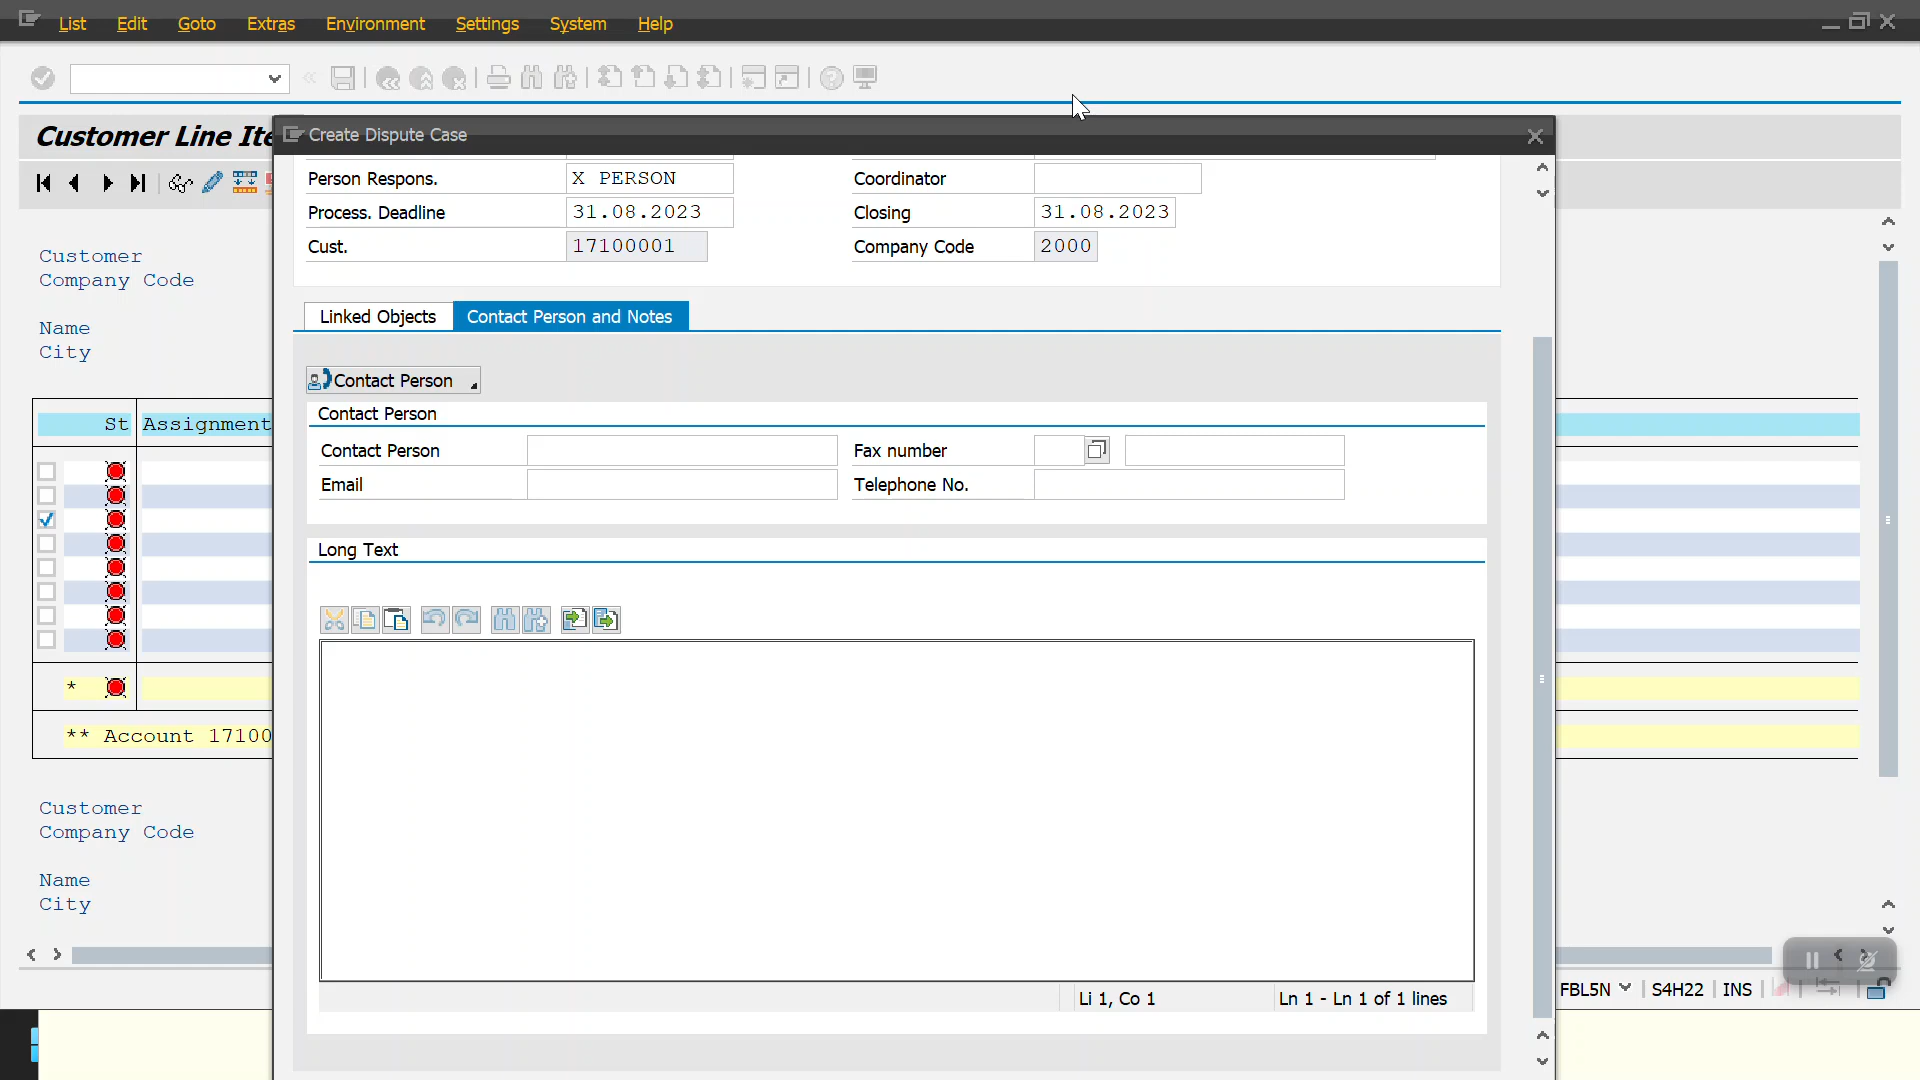 List Edit Goto Extras Environment Settings System Help
Customer Line Ite
Create Dispute Case
Person Respons. X PERSON Coordinator
Process. Deadline 31.08.2023 Closing 31.08.2023
Cust. 17100001 Company Code 2000
Customer
Company Code
Name
City
Linked Objects Contact Person and Notes
Contact Person
Contact Person
Contact Person Fax number
Email Telephone No.
St Assignment
* 
** Account 17100
Long Text
Customer
Company Code
Name
City
Li 1, Co 1 Ln 1 - Ln 1 of 1 lines
FBL5N S4H22 INS